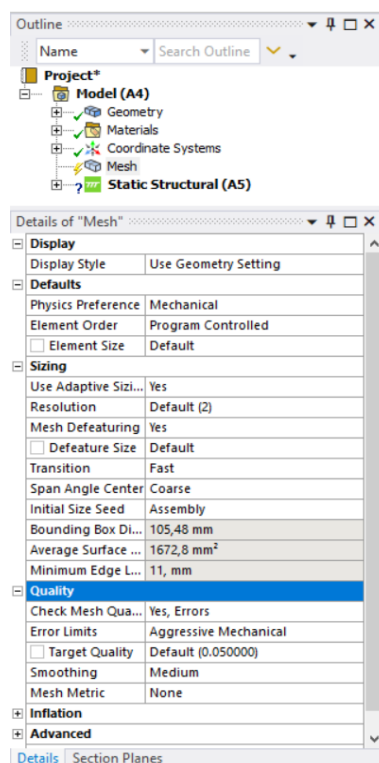 Outline
Name Search Outline
Project*
Model (A4)
Geometry
Materials
Coordinate Systems
Mesh
Static Structural (A5)
Details of "Mesh"
Display
Display Style Use Geometry Setting
Defaults
Physics Preference Mechanical
Element Order Program Controlled
Element Size Default
Sizing
Use Adaptive Sizi... Yes
Resolution Default (2)
Mesh Defeaturing Yes
Defeature Size Default
Transition Fast
Span Angle Center Coarse
Initial Size Seed Assembly
Bounding Box Di... 105,48 mm
Average Surface ... 1672,8 mm²
Minimum Edge L... 11, mm
Quality
Check Mesh Qua... Yes, Errors
Error Limits Aggressive Mechanical
Target Quality Default (0.050000)
Smoothing Medium
Mesh Metric None
Inflation
Advanced
Details Section Planes